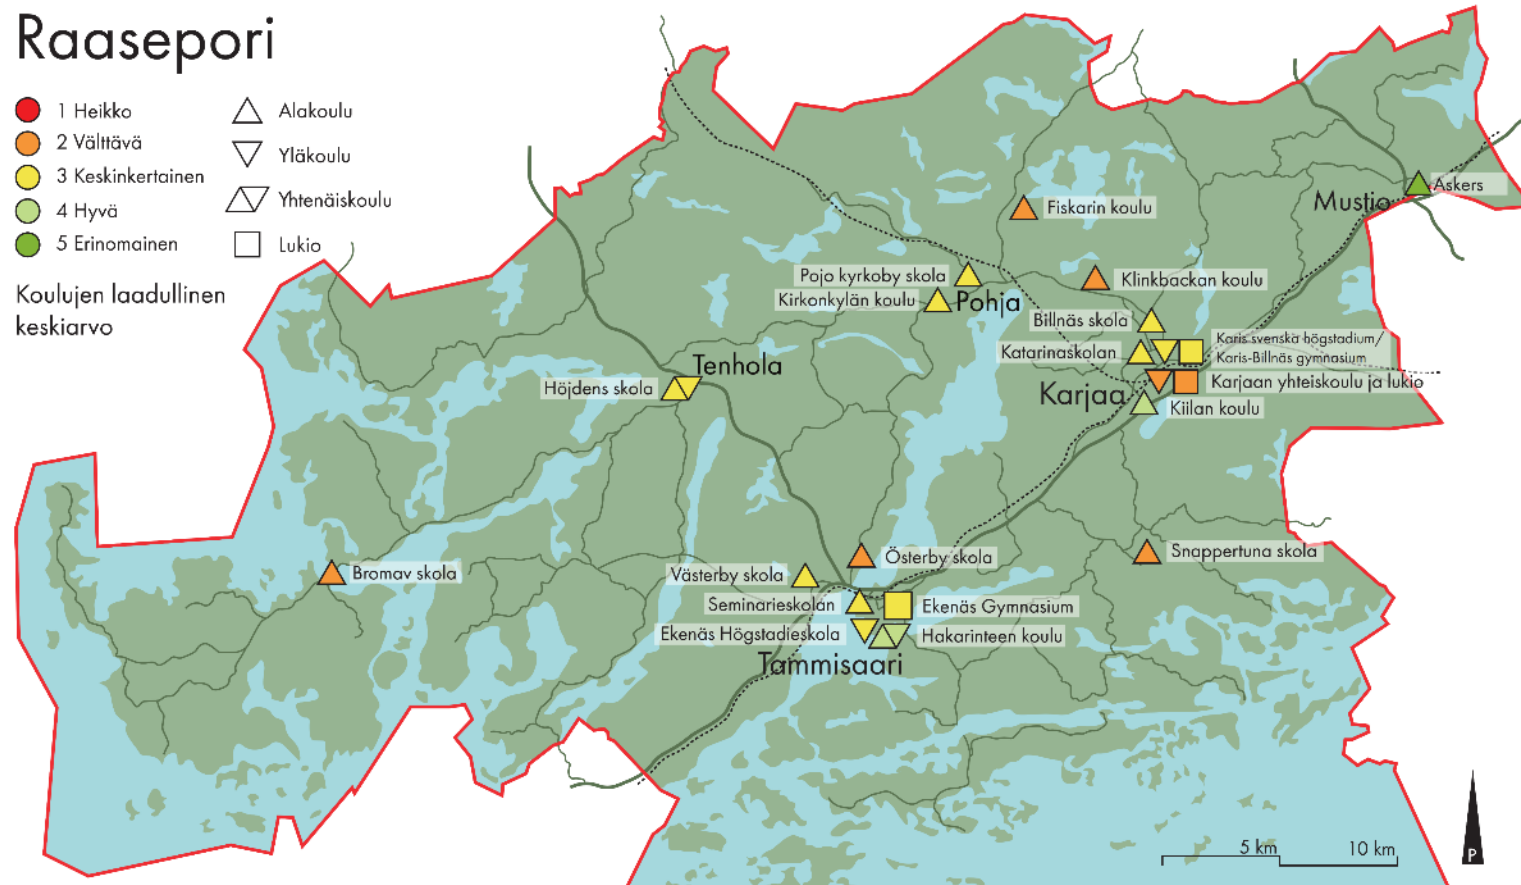 Raasepori
1 Heikko
2 Välttävä
3 Keskinkertainen
4 Hyvä
5 Erinomainen
Alakoulu
Yläkoulu
Yhtenäiskoulu
Lukio
Koulujen laadullinen
keskiarvo
Askers
Mustio
Fiskarin koulu
Pojo kyrkoby skola
Kirkonkylän koulu
Pohja
Klinkbackan koulu
Billnäs skola
Karis svenska högstadium/
Karis-Billnäs gymnasium
Katarinaskolan
Tenhola
Höjdens skola
Karjaa
Karjaan yhteiskoulu ja lukio
Kiilan koulu
Österby skola
Snappertuna skola
Bromav skola
Västerby skola
Seminarieskolan
Ekenäs Gymnasium
Ekenäs Högstadieskola
Hakarinteen koulu
Tammisaari
5 km
10 km
P